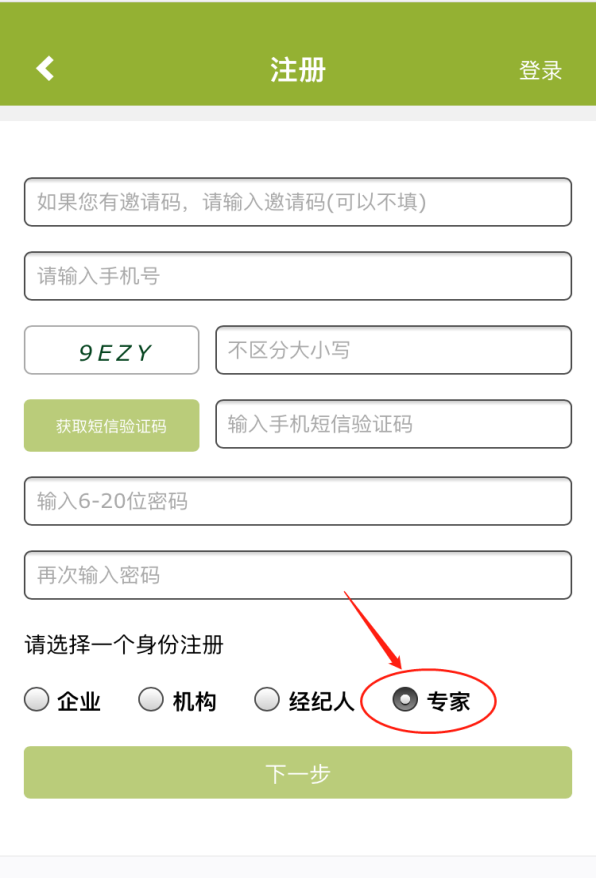 注册 登录
如果您有邀请码，请输入邀请码(可以不填)
请输入手机号
9EZY 不区分大小写
获取短信验证码 输入手机短信验证码
输入6-20位密码
再次输入密码
请选择一个身份注册
企业 机构 经纪人 专家
下一步